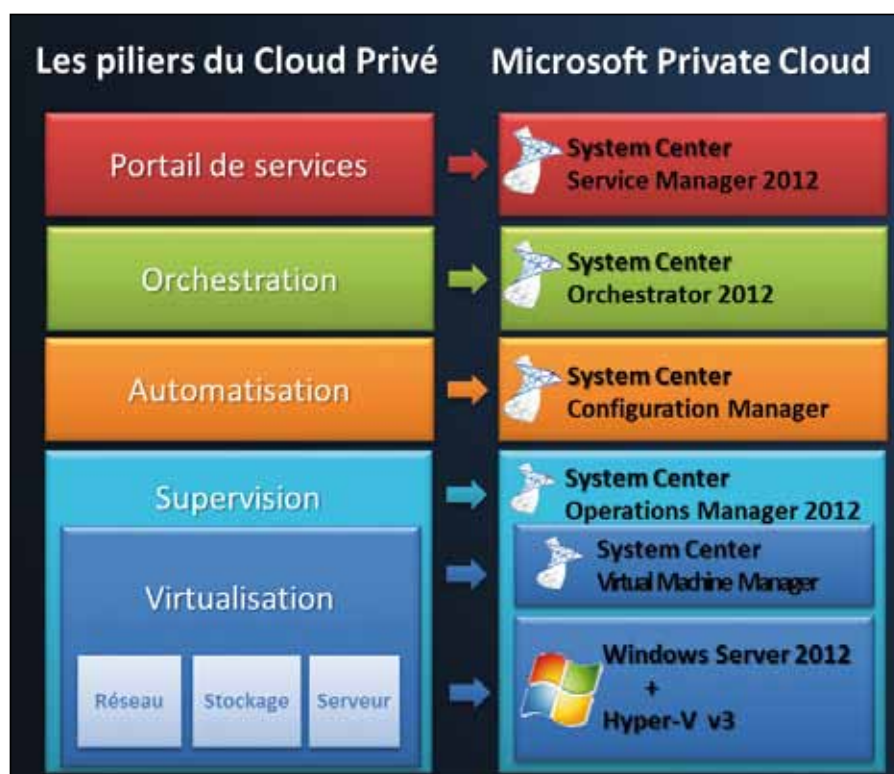 Les piliers du Cloud Privé
Microsoft Private Cloud
Portail de services
System Center
Service Manager 2012
Orchestration
System Center
Orchestrator 2012
Automatisation
System Center
Configuration Manager
Supervision
System Center
Operations Manager 2012
Virtualisation
System Center
Virtual Machine Manager
Réseau
Stockage
Serveur
Windows Server 2012
+
Hyper-V v3